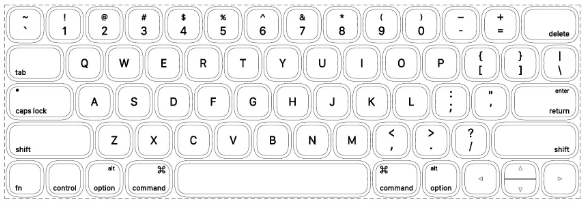 ~ ! @ # $ % ^ & * ( ) — +
` 1 2 3 4 5 6 7 8 9 0 - = delete
tab Q W E R T Y U I O P { [ } ] | \
caps lock A S D F G H J K L : ; " ' enter return
shift Z X C V B N M < , > . ? / shift
fn control alt option ⌘ command ⌘ command alt option ◁ △ ▽ ▷